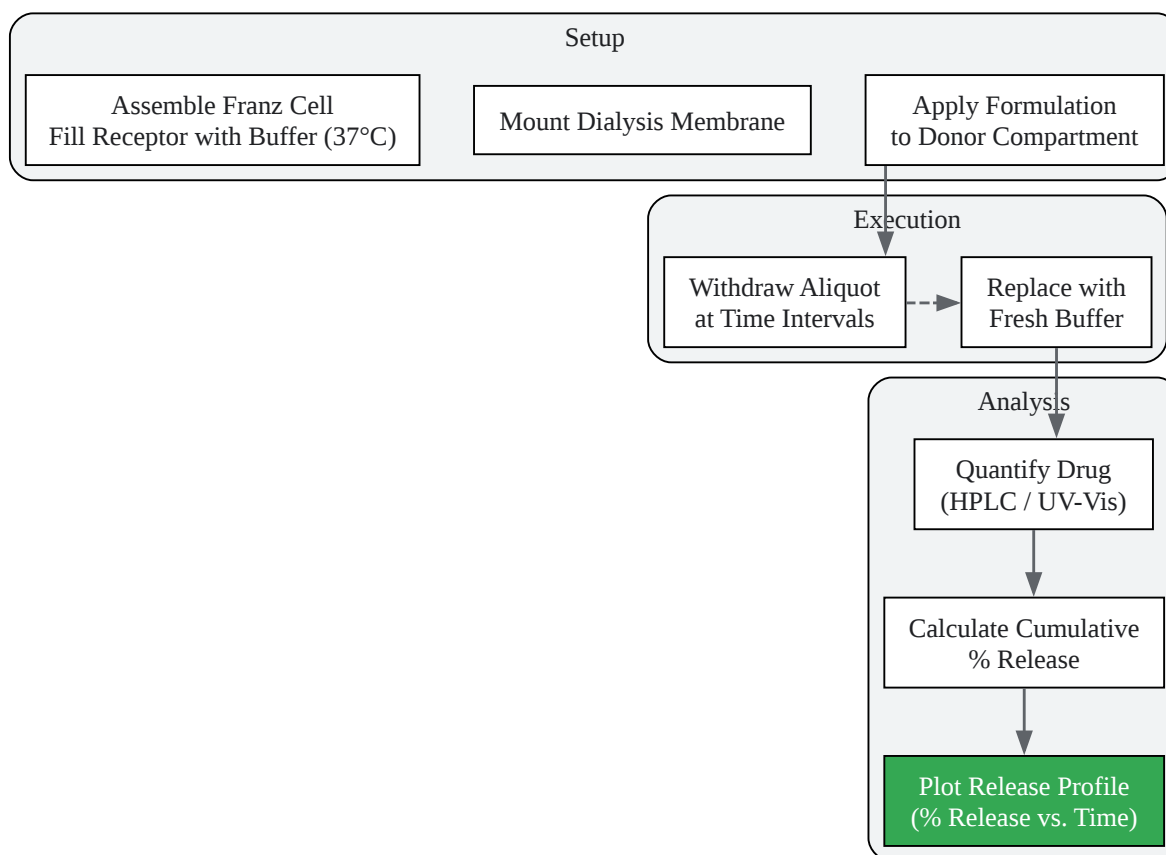 Setup
Assemble Franz Cell
Fill Receptor with Buffer (37°C)
Mount Dialysis Membrane
Apply Formulation
to Donor Compartment
Execution
Withdraw Aliquot
at Time Intervals
Replace with
Fresh Buffer
Analysis
Quantify Drug
(HPLC / UV-Vis)
Calculate Cumulative
% Release
Plot Release Profile
(% Release vs. Time)